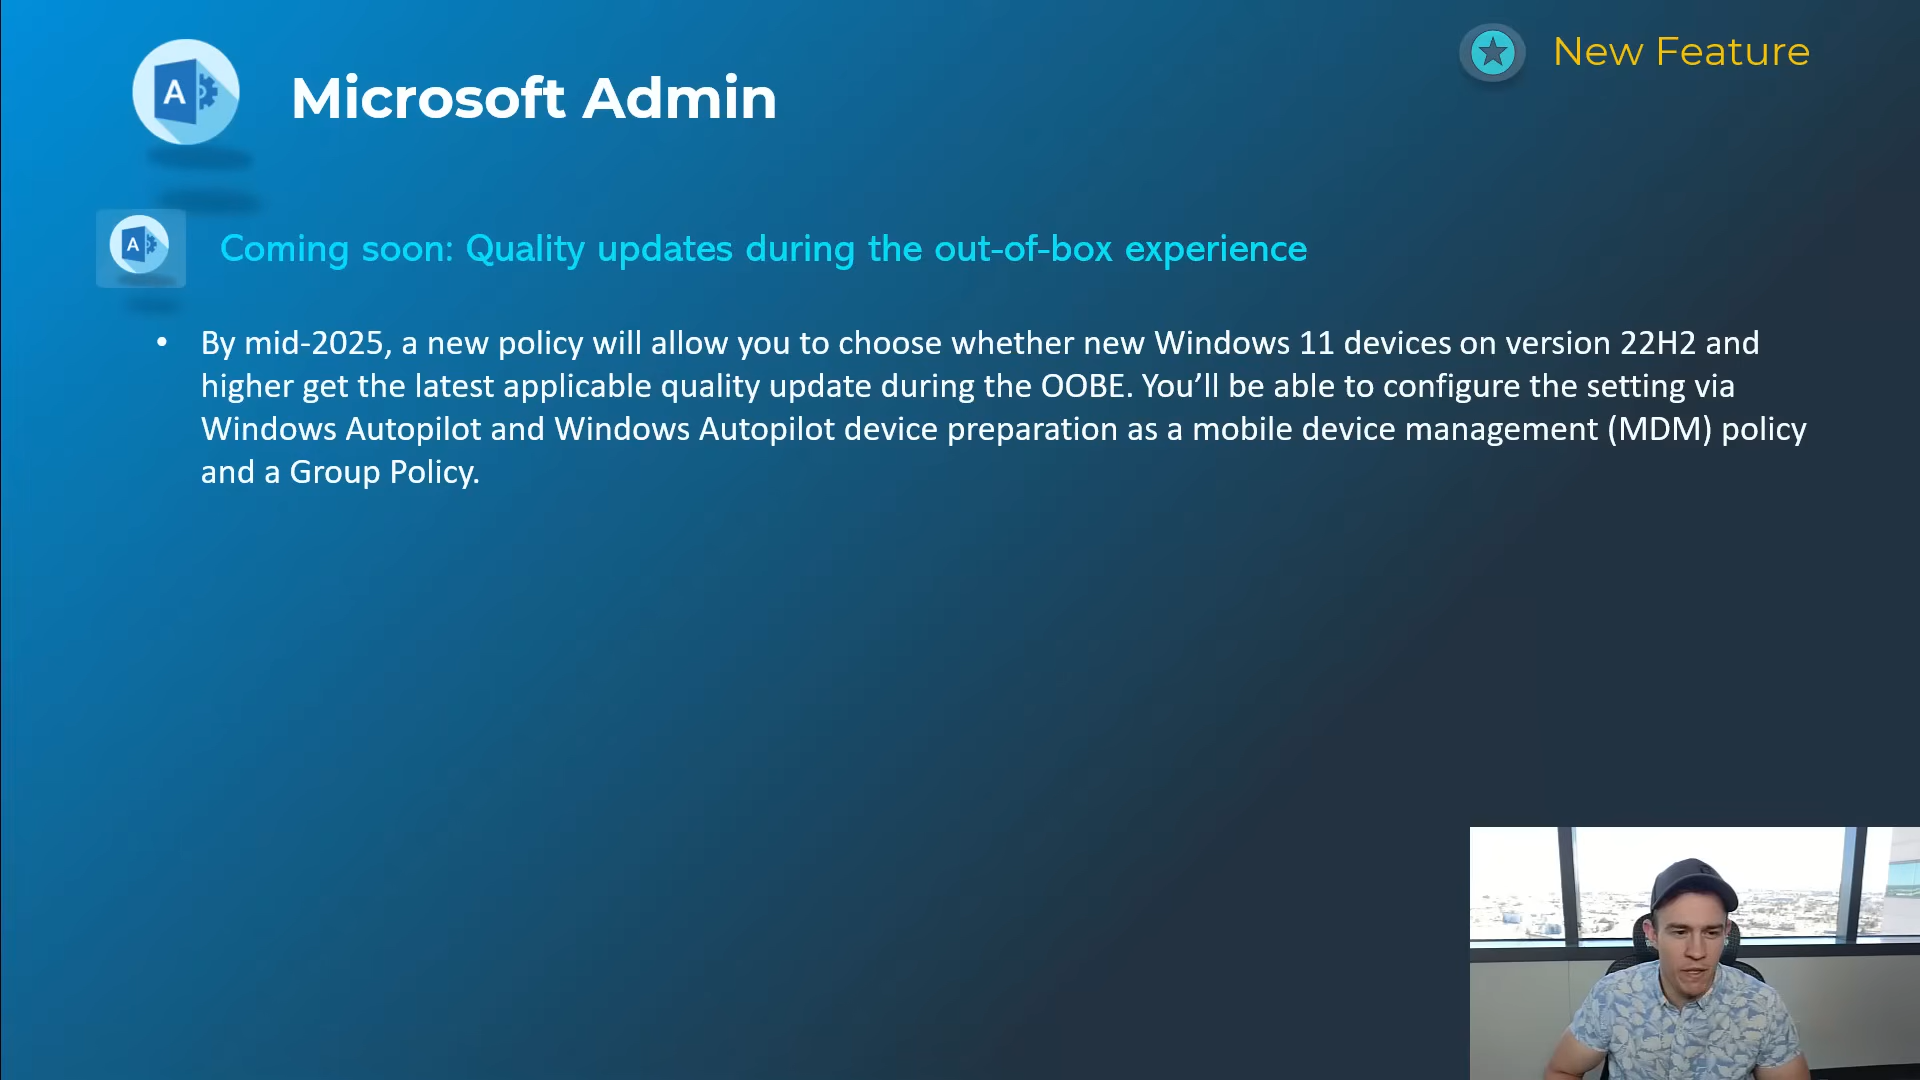 New Feature
A
Microsoft Admin
A
Coming soon: Quality updates during the out-of-box experience
• By mid-2025, a new policy will allow you to choose whether new Windows 11 devices on version 22H2 and
higher get the latest applicable quality update during the OOBE. You’ll be able to configure the setting via
Windows Autopilot and Windows Autopilot device preparation as a mobile device management (MDM) policy
and a Group Policy.